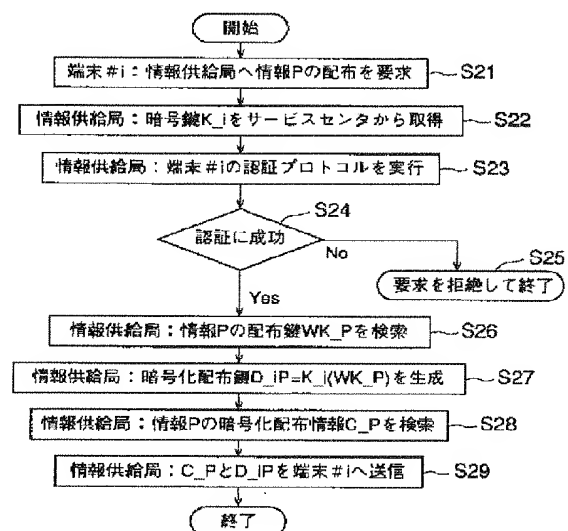 開始
端末#i：情報供給局へ情報Pの配布を要求
S21
情報供給局：暗号鍵K_iをサービスセンタから取得
S22
情報供給局：端末#iの認証プロトコルを実行
S23
S24
認証に成功
No
S25
要求を拒絶して終了
Yes
情報供給局：情報Pの配布鍵WK_Pを検索
S26
情報供給局：暗号化配布鍵D_iP=K_i(WK_P)を生成
S27
情報供給局：情報Pの暗号化配布情報C_Pを検索
S28
情報供給局：C_PとD_iPを端末#iへ送信
S29
終了